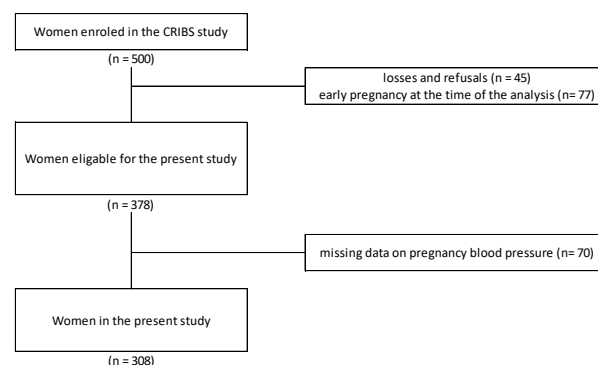 Women enroled in the CRIBS study
(n = 500)
losses and refusals (n = 45)
early pregnancy at the time of the analysis (n= 77)
Women eligable for the present study
(n = 378)
missing data on pregnancy blood pressure (n= 70)
Women in the present study
(n = 308)